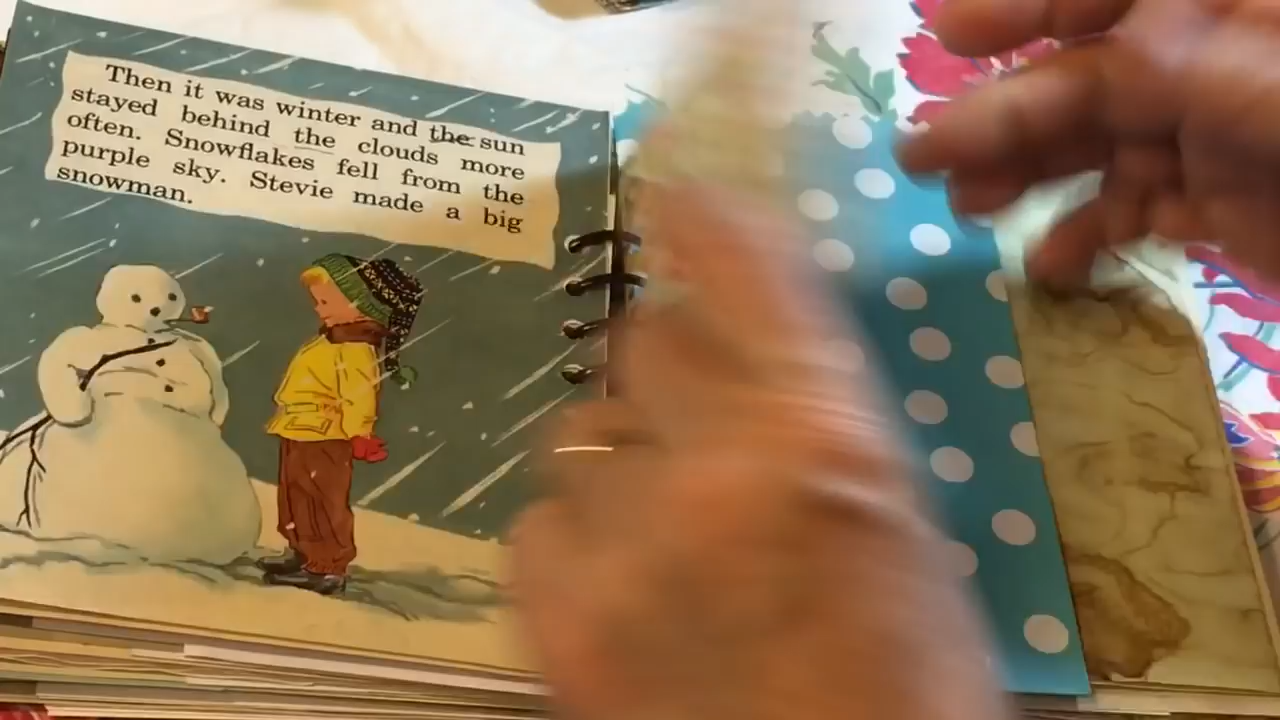 Then it was winter and the sun
stayed behind the clouds more
often. Snowflakes fell from the
purple sky. Stevie made a big
snowman.